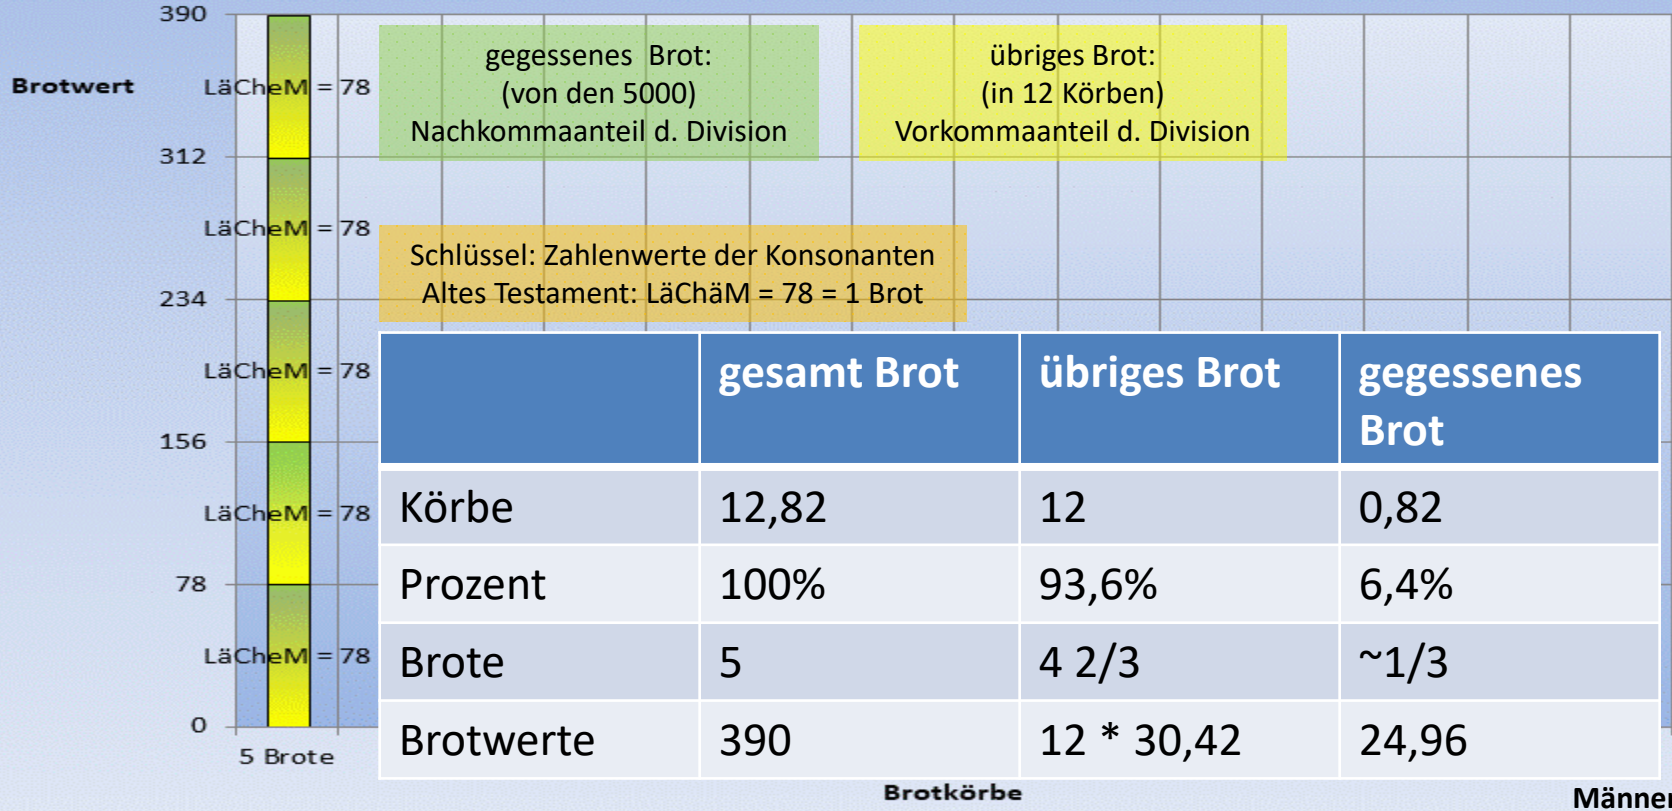 390
Brotwert
LäCheM = 78
312
LäCheM = 78
234
LäCheM = 78
156
LäCheM = 78
78
LäCheM = 78
0
5 Brote
gegessenes Brot:
(von den 5000)
Nachkommaanteil d. Division
übriges Brot:
(in 12 Körben)
Vorkommaanteil d. Division
Schlüssel: Zahlenwerte der Konsonanten
Altes Testament: LäChäM = 78 = 1 Brot
gesamt Brot übriges Brot gegessenes
Brot
Körbe 12,82 12 0,82
Prozent 100% 93,6% 6,4%
Brote 5 4 2/3 ~1/3
Brotwerte 390 12 * 30,42 24,96
Brotkörbe
Männer